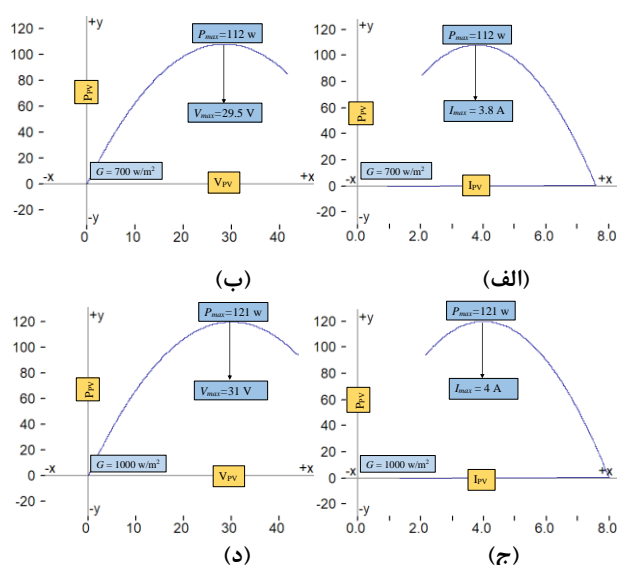 +y
120
100
80
60
40
20
0
-20
-x
+x
-y
0
10
20
30
40
Pmax=112 w
Vmax=29.5 V
PPV
G = 700 w/m²
VPV
(ب)
+y
120
100
80
60
40
20
0
-20
-x
+x
-y
0.0
2.0
4.0
6.0
8.0
Pmax=112 w
Imax = 3.8 A
PPV
G = 700 w/m²
IPV
(الف)
+y
120
100
80
60
40
20
0
-20
-x
+x
-y
0
10
20
30
40
Pmax=121 w
Vmax=31 V
PPV
G = 1000 w/m²
VPV
(د)
+y
120
100
80
60
40
20
0
-20
-x
+x
-y
0.0
2.0
4.0
6.0
8.0
Pmax=121 w
Imax = 4 A
PPV
G = 1000 w/m²
IPV
(ج)